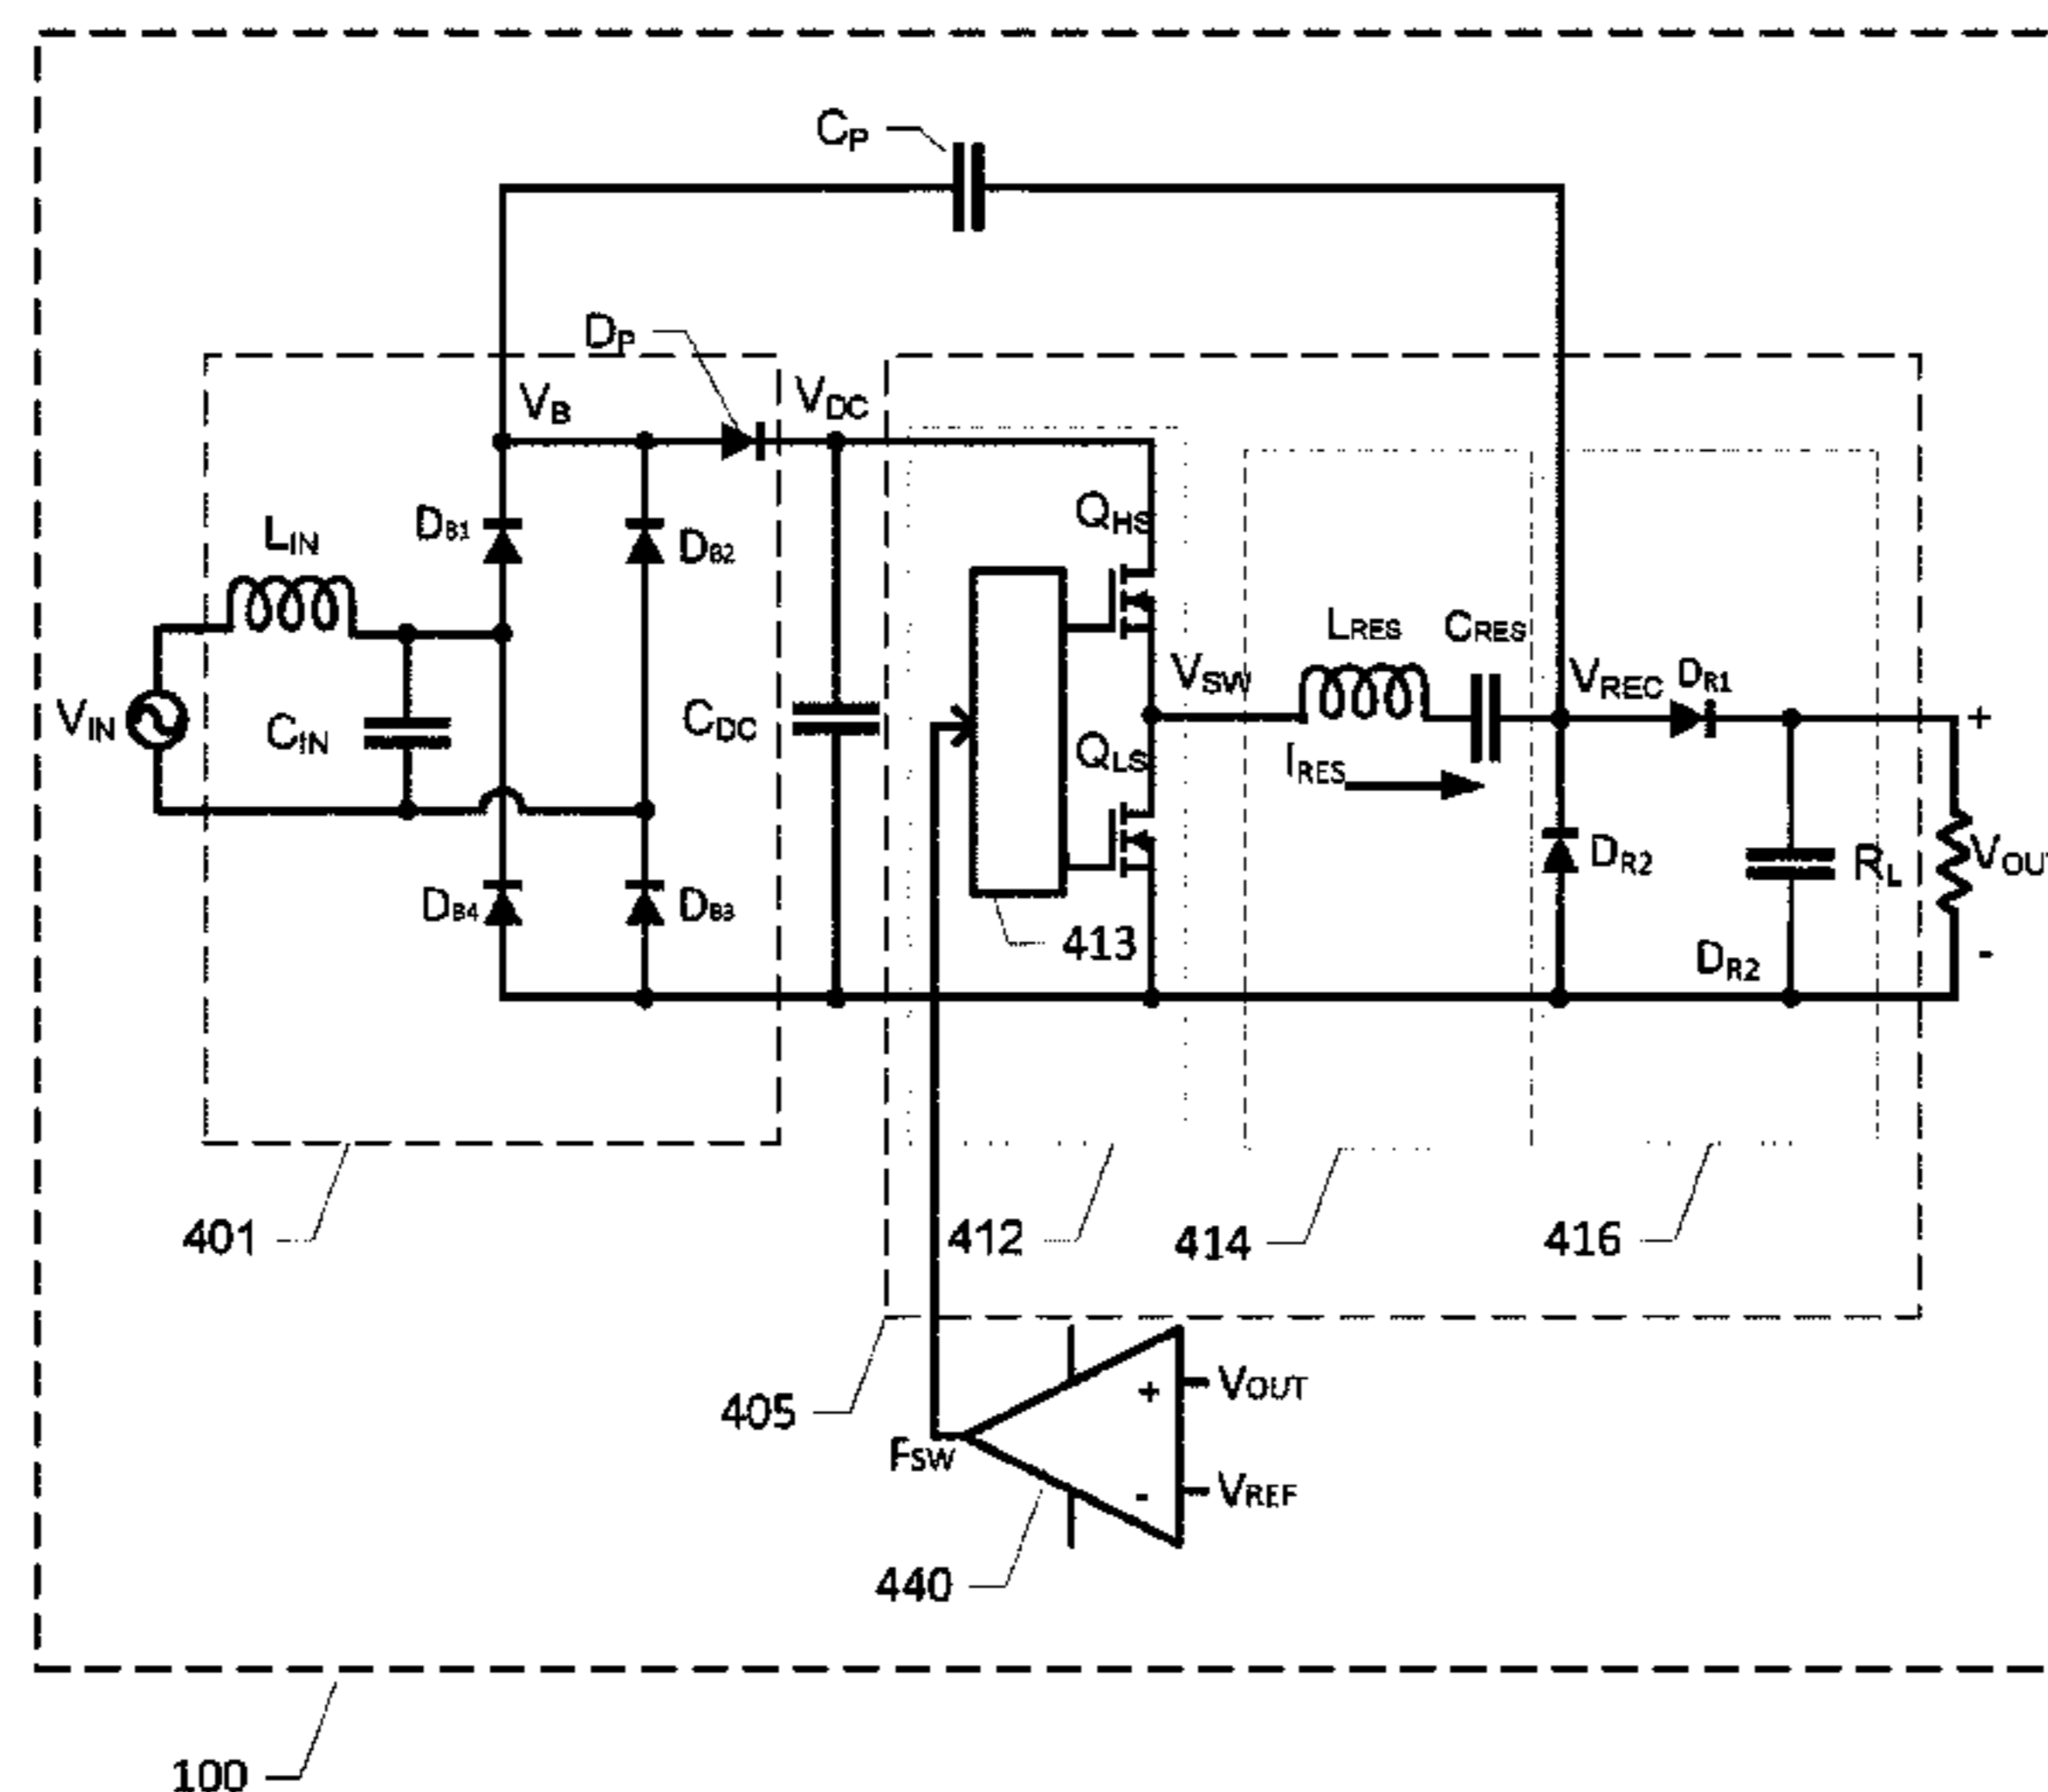 CP
DP
VB
VDC
LIN
DB1
DB2
QHS
LRES
CRES
VSW
VREC
DR1
+
VIN
CIN
CDC
QLS
IRES
DR2
RL
VOUT
DB4
DB3
413
DR2
-
401
412
414
416
405
+
VOUT
FSW
-
VREF
440
100